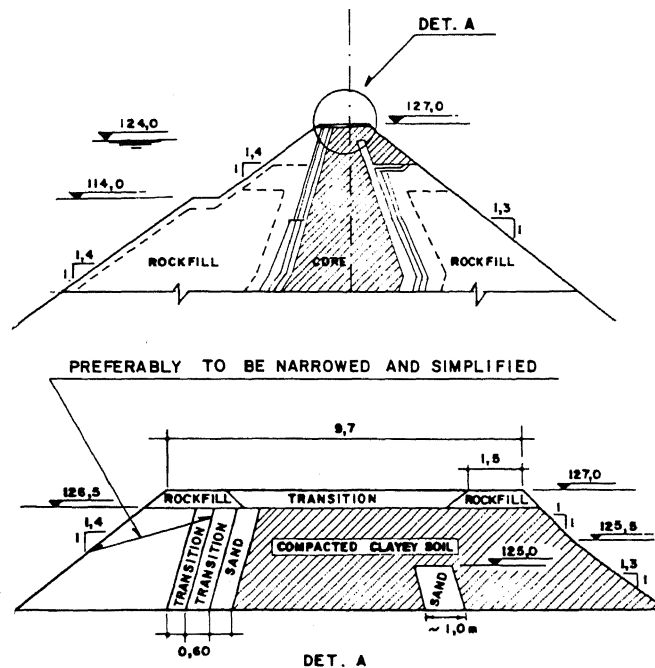 DET. A
124,0
127,0
1,4
1
114,0
1,4
1
1,3
1
ROCKFILL
CORE
ROCKFILL
PREFERABLY TO BE NARROWED AND SIMPLIFIED
9,7
1,5
126,5
ROCKFILL
TRANSITION
ROCKFILL
127,0
1,4
1
1
1
125,5
COMPACTED CLAYEY SOIL
125,0
1,3
1
TRANSITION
TRANSITION
SAND
SAND
0,60
~ 1,0 m
DET. A